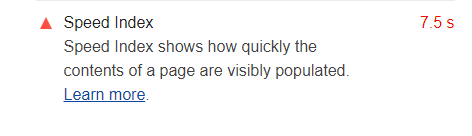 Speed Index 7.5 s
Speed Index shows how quickly the
contents of a page are visibly populated.
Learn more.